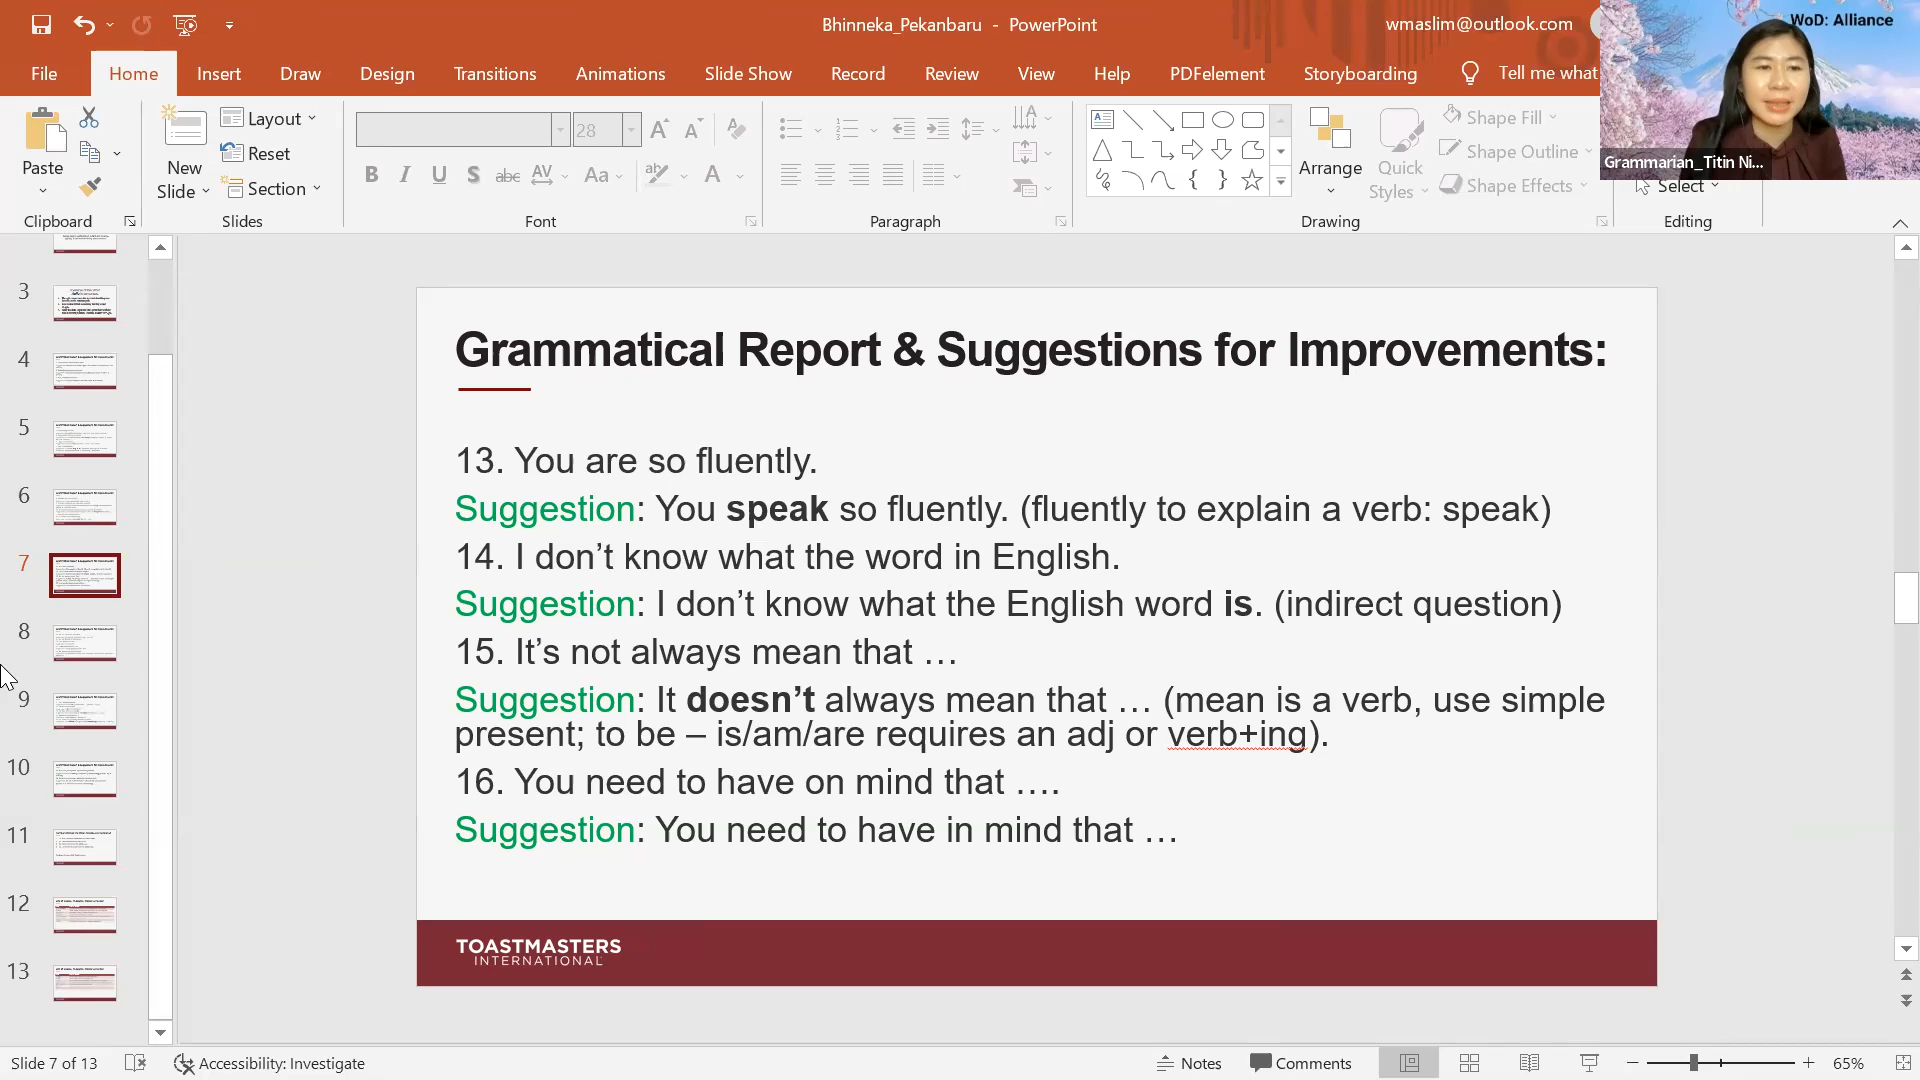 Bhinneka_Pekanbaru - PowerPoint
wmaslim@outlook.com
WoD: Alliance
File Home Insert Draw Design Transitions Animations Slide Show Record Review View Help PDFelement Storyboarding Tell me what
Grammarian_Titin Ni...
Paste
New Slide
Layout
Reset
Section
28
Arrange
Quick Styles
Shape Fill
Shape Outline
Shape Effects
Select
Clipboard Slides Font Paragraph Drawing Editing
3
4
5
6
7
8
9
10
11
12
13
Grammatical Report & Suggestions for Improvements:
13. You are so fluently.
Suggestion: You speak so fluently. (fluently to explain a verb: speak)
14. I don’t know what the word in English.
Suggestion: I don’t know what the English word is. (indirect question)
15. It’s not always mean that …
Suggestion: It doesn’t always mean that … (mean is a verb, use simple
present; to be – is/am/are requires an adj or verb+ing).
16. You need to have on mind that ….
Suggestion: You need to have in mind that …
TOASTMASTERS
INTERNATIONAL
Slide 7 of 13
Accessibility: Investigate
Notes
Comments
65%